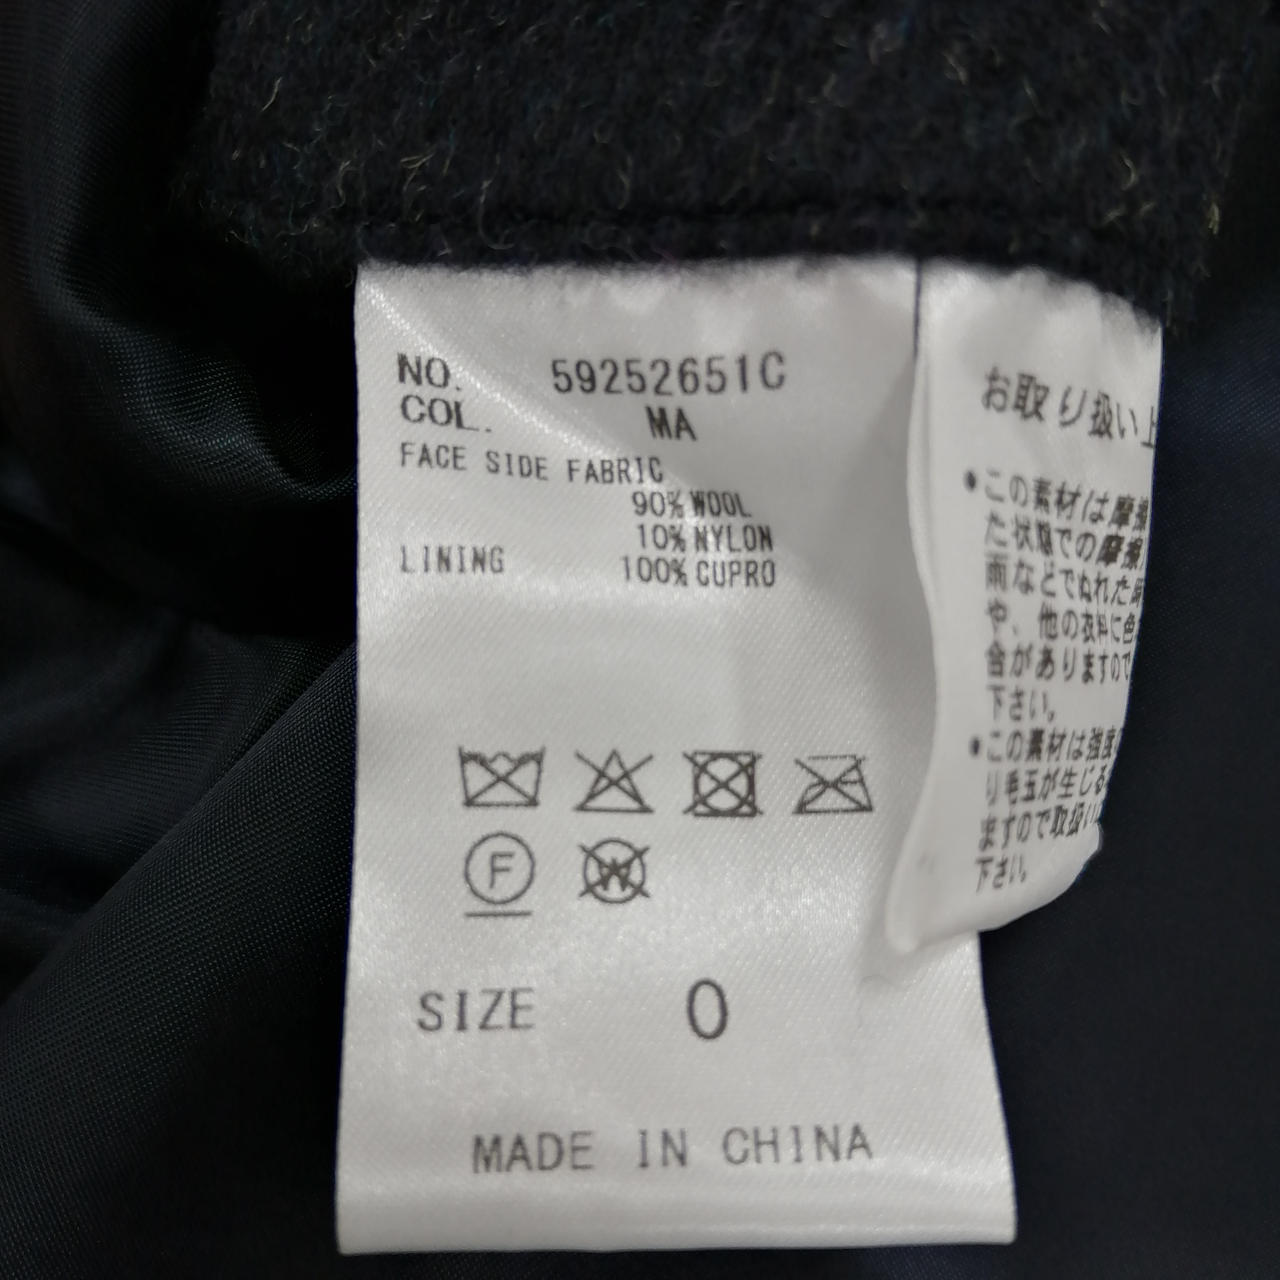 NO. 59252651C
COL. MA
FACE SIDE FABRIC
90% WOOL
10% NYLON
LINING 100% CUPRO
F
W
SIZE 0
MADE IN CHINA
お取り扱い上
•この素材は摩擦
た状態での摩擦
雨などでぬれた時
や、他の衣料に色
合がありますので
下さい。
•この素材は強度
り毛玉が生じる
ますので取扱い
下さい。